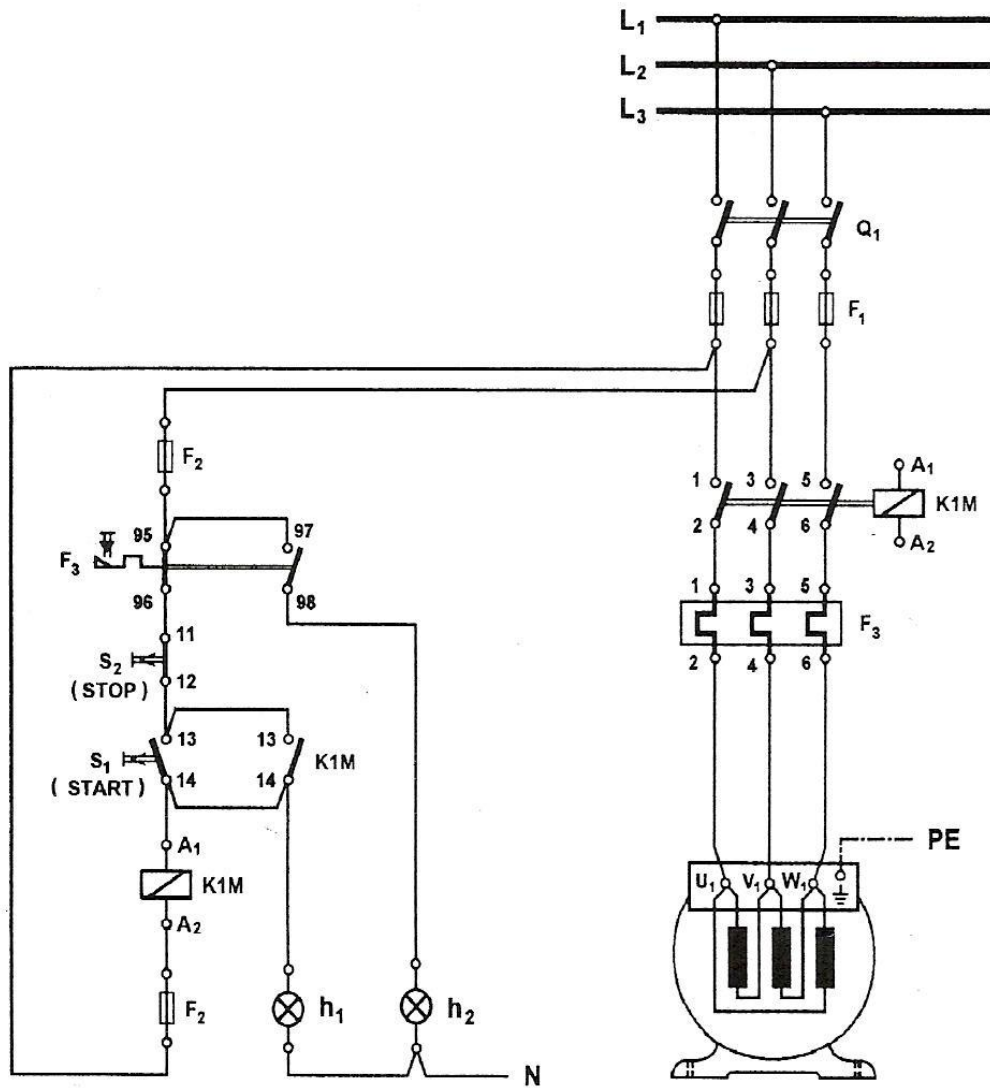 L1
L2
L3
Q1
F1
F2
1 3 5
A1
K1M
2 4 6
A2
95 97
F3
96 98
1 3 5
F3
2 4 6
11
S2
(STOP)
12
13 13
S1
K1M
(START)
14 14
A1
K1M
A2
PE
U1 V1 W1
F2
h1
h2
N